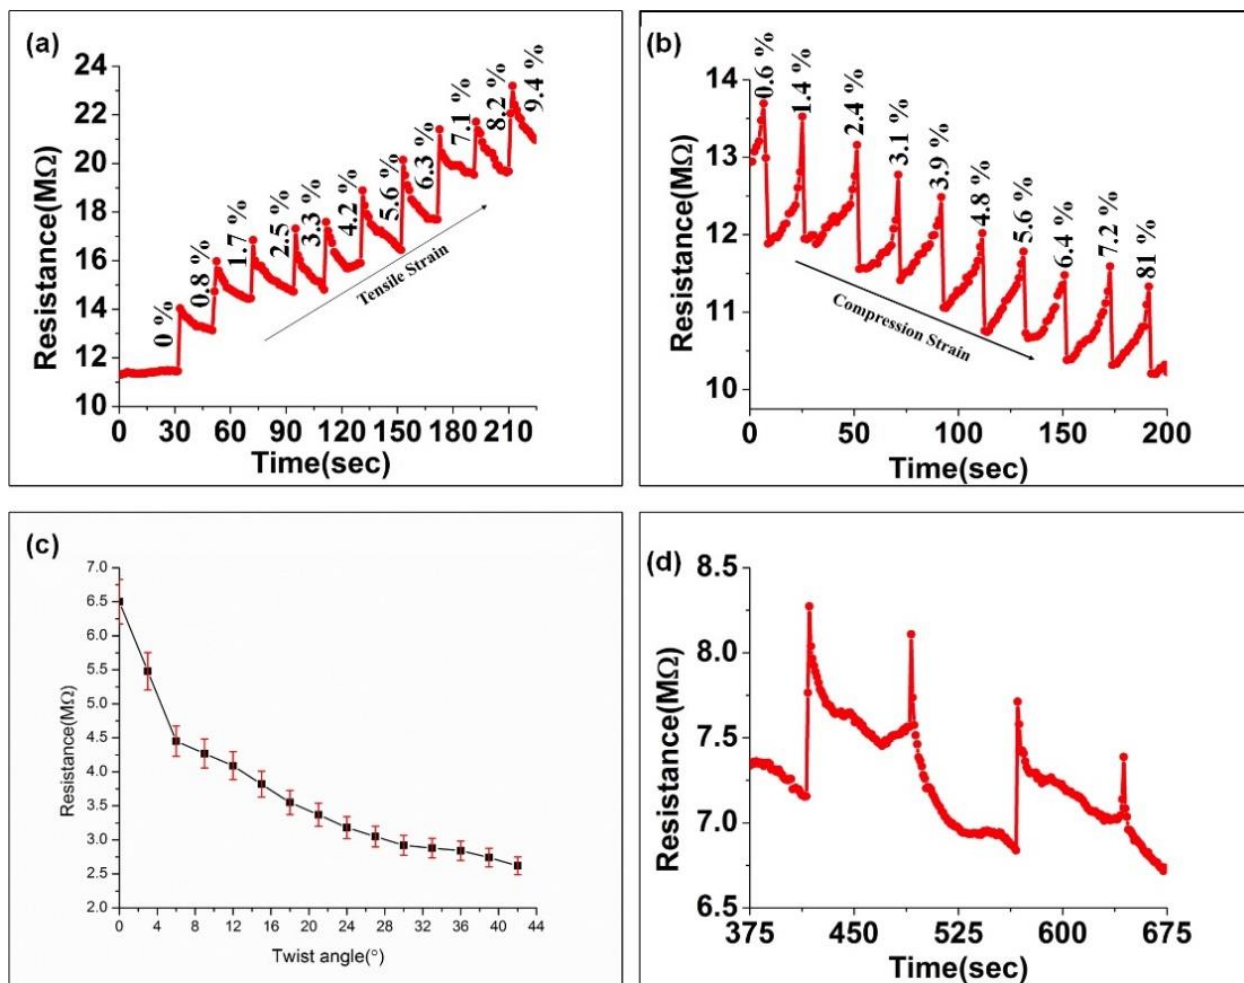 (a)
24
22
20
18
16
14
12
10
Resistance(MΩ)
0 %
0.8 %
1.7 %
2.5 %
3.3 %
4.2 %
5.6 %
6.3 %
7.1 %
8.2 %
9.4 %
Tensile Strain
0 30 60 90 120 150 180 210
Time(sec)
(b)
14
13
12
11
10
Resistance(MΩ)
0.6 %
1.4 %
2.4 %
3.1 %
3.9 %
4.8 %
5.6 %
6.4 %
7.2 %
81 %
Compression Strain
0 50 100 150 200
Time(sec)
(c)
7.0
6.5
6.0
5.5
5.0
4.5
4.0
3.5
3.0
2.5
2.0
Resistance(MΩ)
0 4 8 12 16 20 24 28 32 36 40 44
Twist angle(°)
(d)
8.5
8.0
7.5
7.0
6.5
Resistance(MΩ)
375 450 525 600 675
Time(sec)